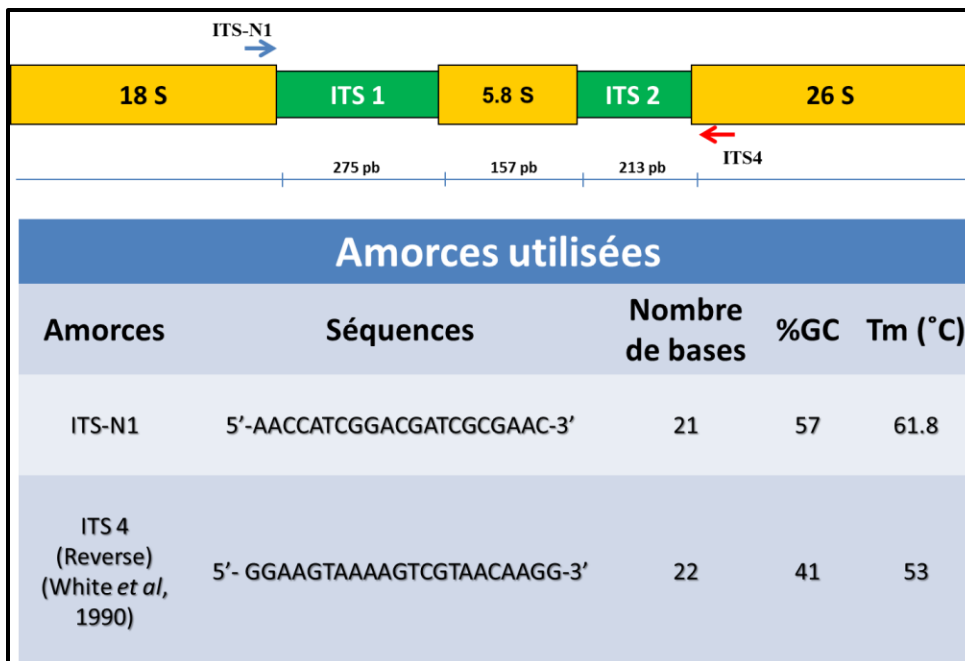 ITS-N1
18 S ITS 1 5.8 S ITS 2 26 S
ITS4
275 pb 157 pb 213 pb
Amorces utilisées
Amorces Séquences Nombre de bases %GC Tm (˚C)
ITS-N1 5’-AACCATCGGACGATCGCGAAC-3’ 21 57 61.8
ITS 4
(Reverse)
(White et al,
1990)
5’- GGAAGTAAAAGTCGTAACAAGG-3’ 22 41 53